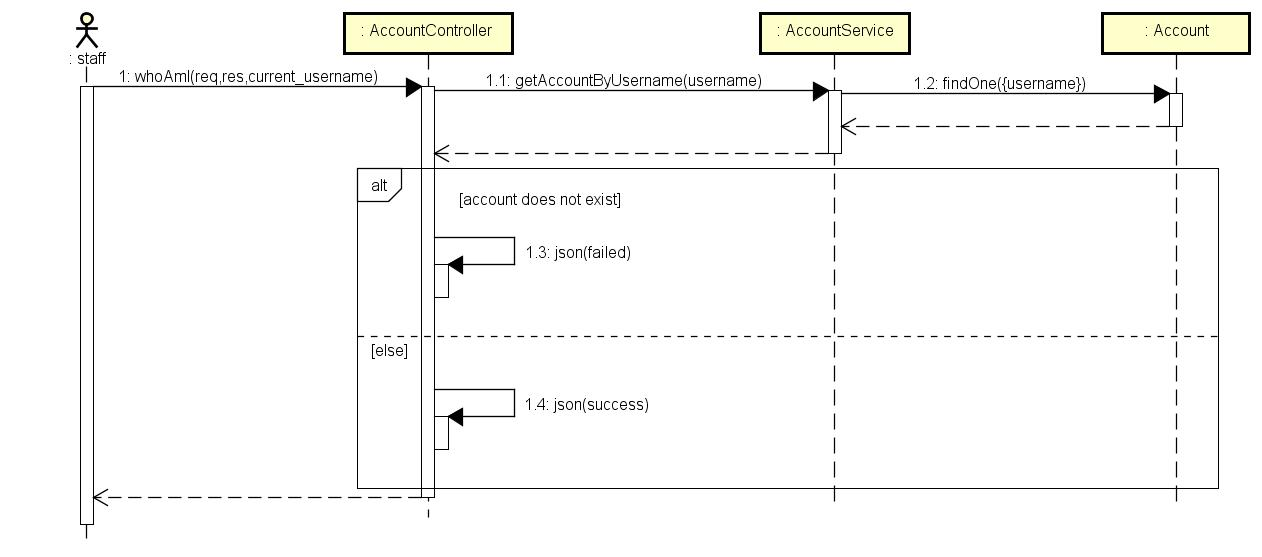 : AccountController
: AccountService
: Account
: staff
1: whoAmI(req,res,current_username)
1.1: getAccountByUsername(username)
1.2: findOne({username})
alt
[account does not exist]
1.3: json(failed)
[else]
1.4: json(success)